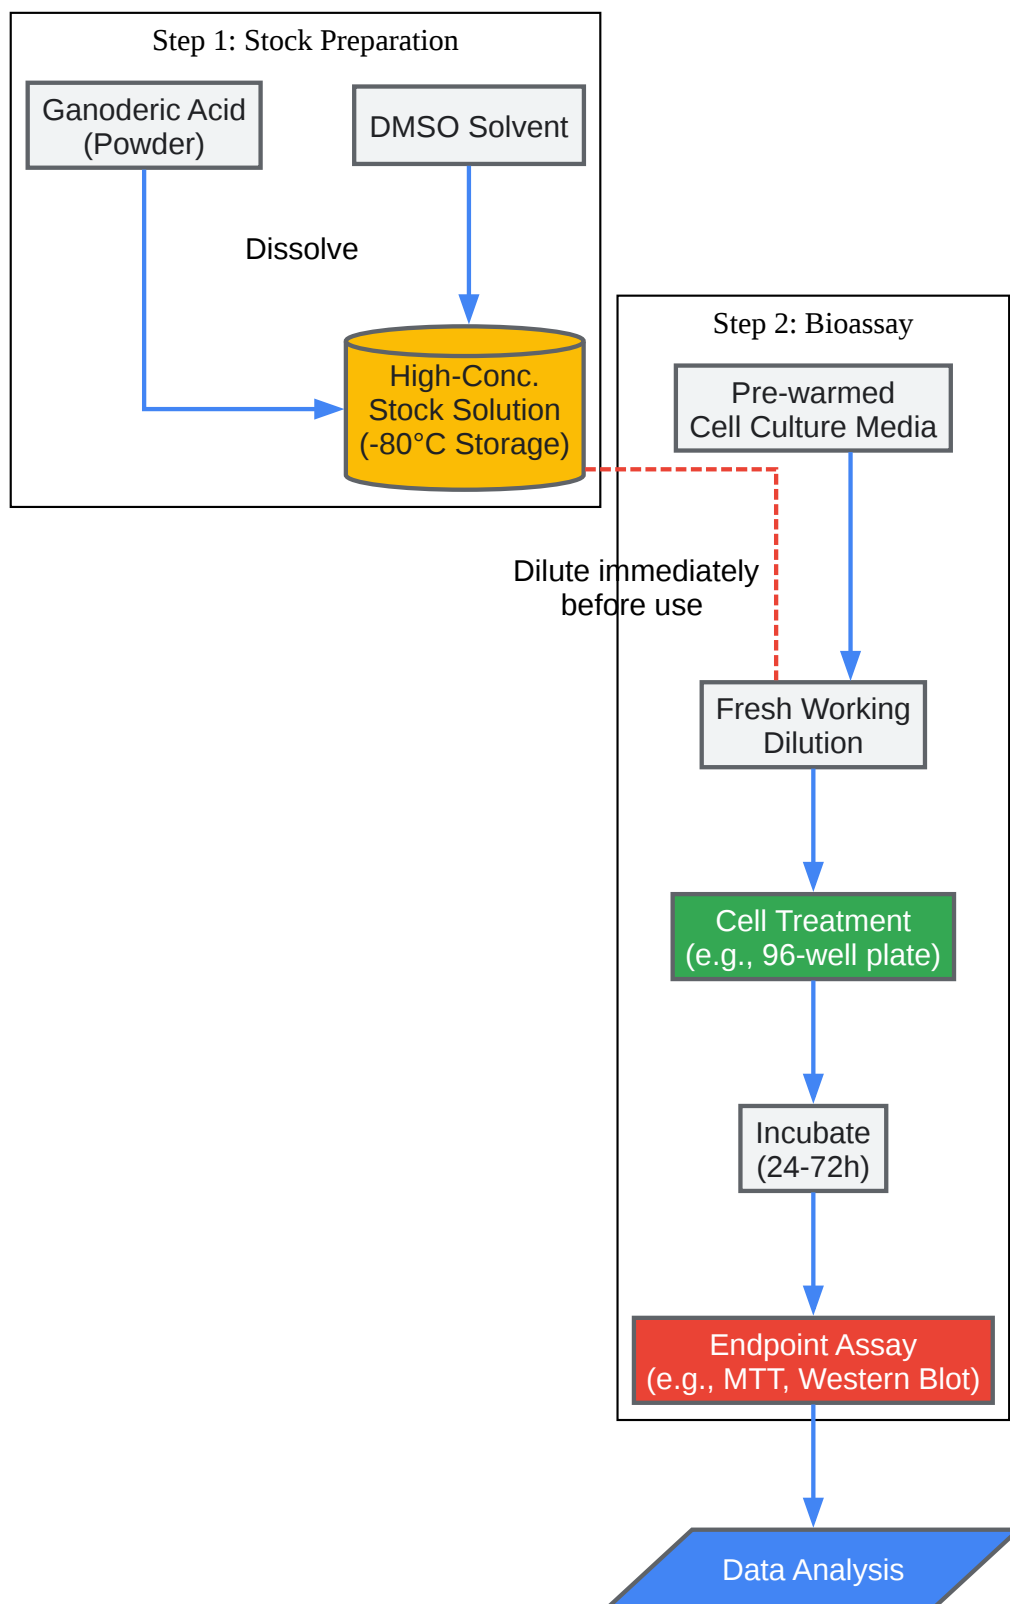 Step 1: Stock Preparation
Ganoderic Acid
(Powder)
DMSO Solvent
Dissolve
High-Conc.
Stock Solution
(-80°C Storage)
Step 2: Bioassay
Pre-warmed
Cell Culture Media
Dilute immediately
before use
Fresh Working
Dilution
Cell Treatment
(e.g., 96-well plate)
Incubate
(24-72h)
Endpoint Assay
(e.g., MTT, Western Blot)
Data Analysis